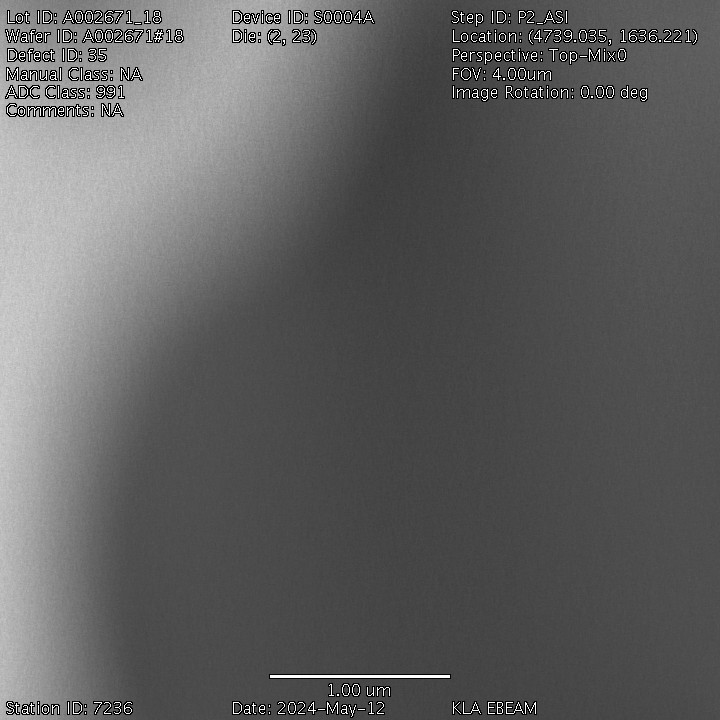 Lot ID: A002671_18
Wafer ID: A002671#18
Defect ID: 35
Manual Class: NA
ADC Class: 991
Comments: NA
Device ID: S0004A
Die: (2, 23)
Step ID: P2_ASI
Location: (4739.035, 1636.221)
Perspective: Top-Mix0
FOV: 4.00um
Image Rotation: 0.00 deg
1.00 um
Station ID: 7236
Date: 2024-May-12
KLA EBEAM